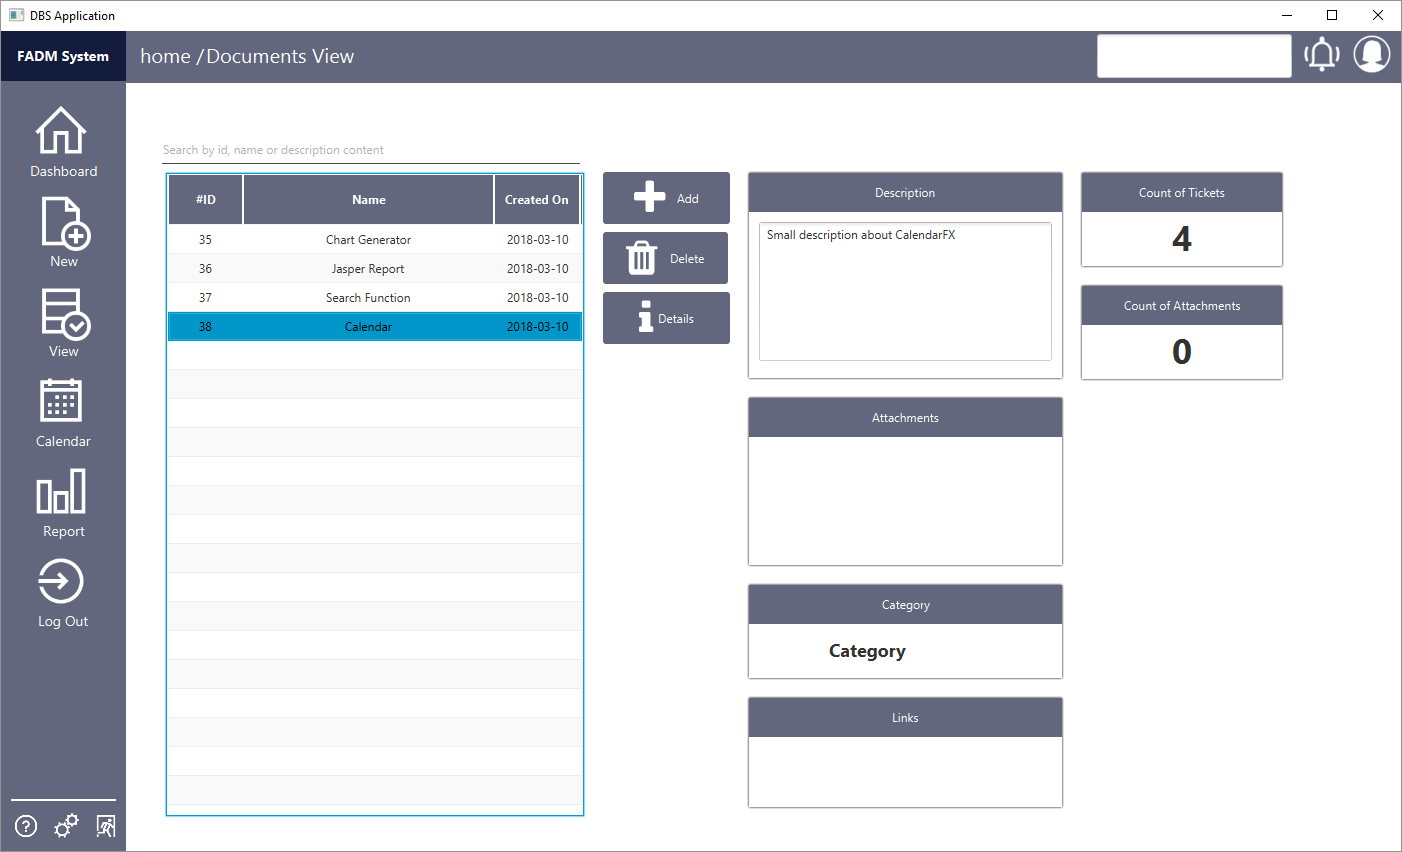 DBS Application
FADM System
home /Documents View
Dashboard
New
View
Calendar
Report
Log Out
Search by id, name or description content
#ID Name Created On
35 Chart Generator 2018-03-10
36 Jasper Report 2018-03-10
37 Search Function 2018-03-10
38 Calendar 2018-03-10
Add
Delete
Details
Description
Small description about CalendarFX
Attachments
Category
Category
Links
Count of Tickets
4
Count of Attachments
0